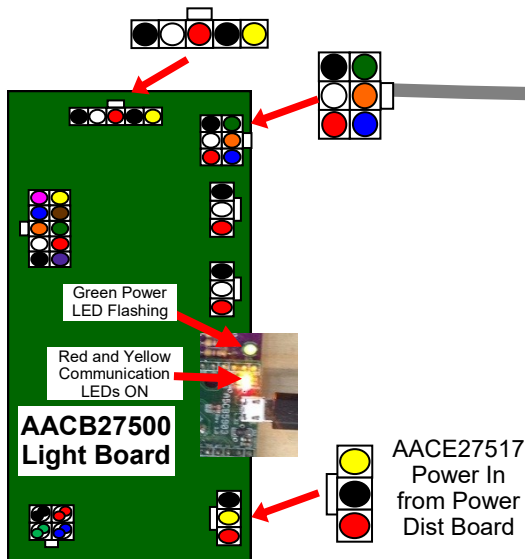 Green Power
LED Flashing
Red and Yellow
Communication
LEDs ON
AACB27500
Light Board
AACE27517
Power In
from Power
Dist Board